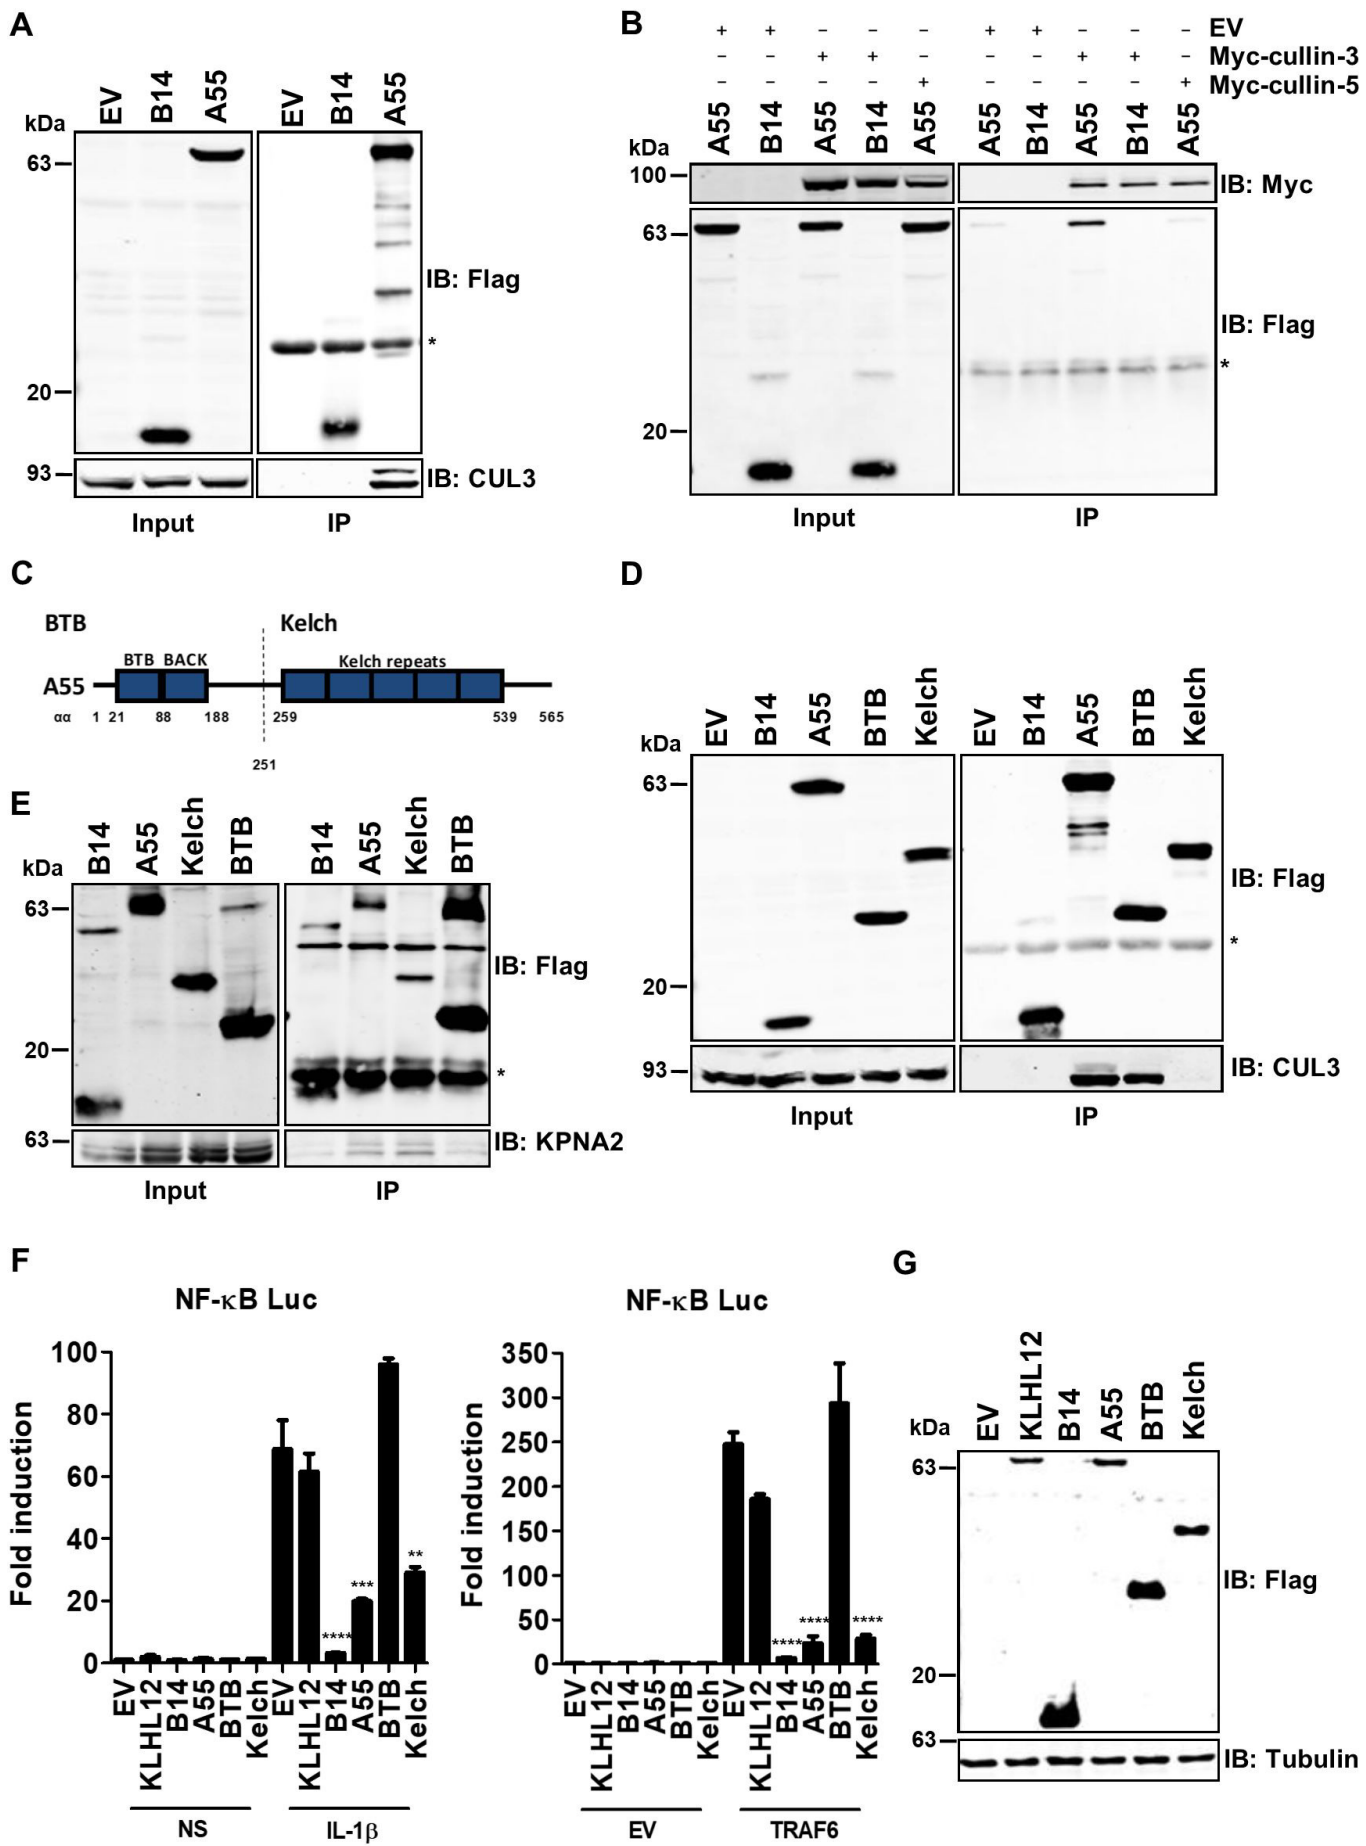 A
EV
B14
A55
EV
B14
A55
kDa
63
20
*
IB: Flag
93
IB: CUL3
Input
IP
B
+ + – – – + + – – – EV
– – + + – – – + + – Myc-cullin-3
– – – – + – – – – + Myc-cullin-5
A55
B14
A55
B14
A55
A55
B14
A55
B14
A55
kDa
100
IB: Myc
63
IB: Flag
*
20
Input
IP
C
BTB
Kelch
BTB BACK
Kelch repeats
A55
αα 1 21 88 188 259 539 565
251
D
EV
B14
A55
BTB
Kelch
EV
B14
A55
BTB
Kelch
kDa
63
IB: Flag
*
20
93
IB: CUL3
Input
IP
E
B14
A55
Kelch
BTB
B14
A55
Kelch
BTB
kDa
63
IB: Flag
20
*
63
IB: KPNA2
Input
IP
F
NF-κB Luc
Fold induction
100
80
60
40
20
0
****
***
**
EV
KLHL12
B14
A55
BTB
Kelch
EV
KLHL12
B14
A55
BTB
Kelch
NS
IL-1β
NF-κB Luc
Fold induction
350
300
250
200
150
100
50
0
****
****
****
EV
KLHL12
B14
A55
BTB
Kelch
EV
KLHL12
B14
A55
BTB
Kelch
EV
TRAF6
G
EV
KLHL12
B14
A55
BTB
Kelch
kDa
63
IB: Flag
20
63
IB: Tubulin